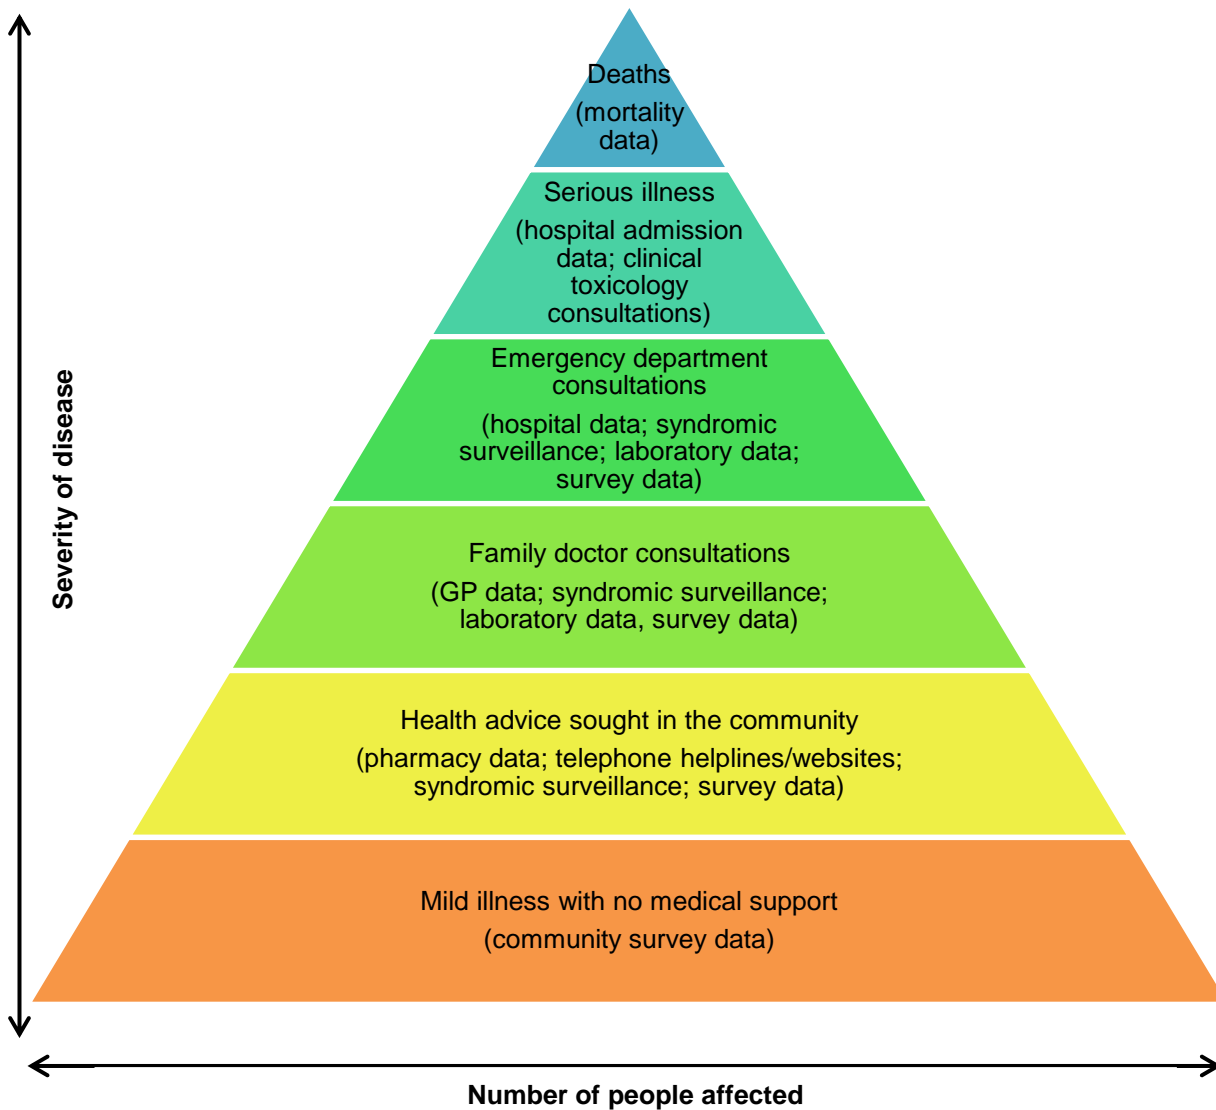 Deaths
(mortality
data)
Serious illness
(hospital admission
data; clinical
toxicology
consultations)
Emergency department
consultations
(hospital data; syndromic
surveillance; laboratory data;
survey data)
Family doctor consultations
(GP data; syndromic surveillance;
laboratory data, survey data)
Health advice sought in the community
(pharmacy data; telephone helplines/websites;
syndromic surveillance; survey data)
Mild illness with no medical support
(community survey data)
Severity of disease
Number of people affected